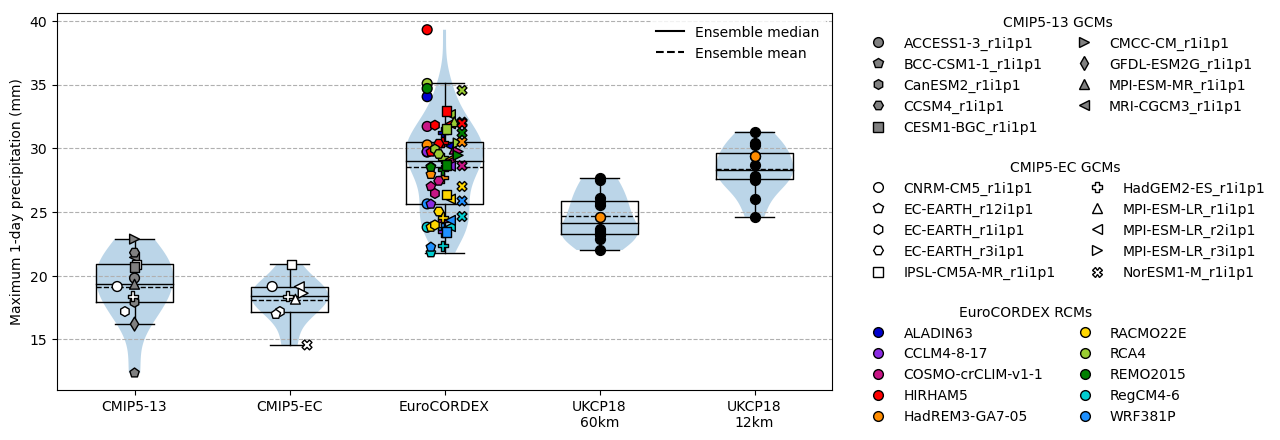 Maximum 1-day precipitation (mm)
40
35
30
25
20
15
CMIP5-13
CMIP5-EC
EuroCORDEX
UKCP18
60km
UKCP18
12km
Ensemble median
Ensemble mean
CMIP5-13 GCMs
ACCESS1-3_r1i1p1
BCC-CSM1-1_r1i1p1
CanESM2_r1i1p1
CCSM4_r1i1p1
CESM1-BGC_r1i1p1
CMCC-CM_r1i1p1
GFDL-ESM2G_r1i1p1
MPI-ESM-MR_r1i1p1
MRI-CGCM3_r1i1p1
CMIP5-EC GCMs
CNRM-CM5_r1i1p1
EC-EARTH_r12i1p1
EC-EARTH_r1i1p1
EC-EARTH_r3i1p1
IPSL-CM5A-MR_r1i1p1
HadGEM2-ES_r1i1p1
MPI-ESM-LR_r1i1p1
MPI-ESM-LR_r2i1p1
MPI-ESM-LR_r3i1p1
NorESM1-M_r1i1p1
EuroCORDEX RCMs
ALADIN63
CCLM4-8-17
COSMO-crCLIM-v1-1
HIRHAM5
HadREM3-GA7-05
RACMO22E
RCA4
REMO2015
RegCM4-6
WRF381P